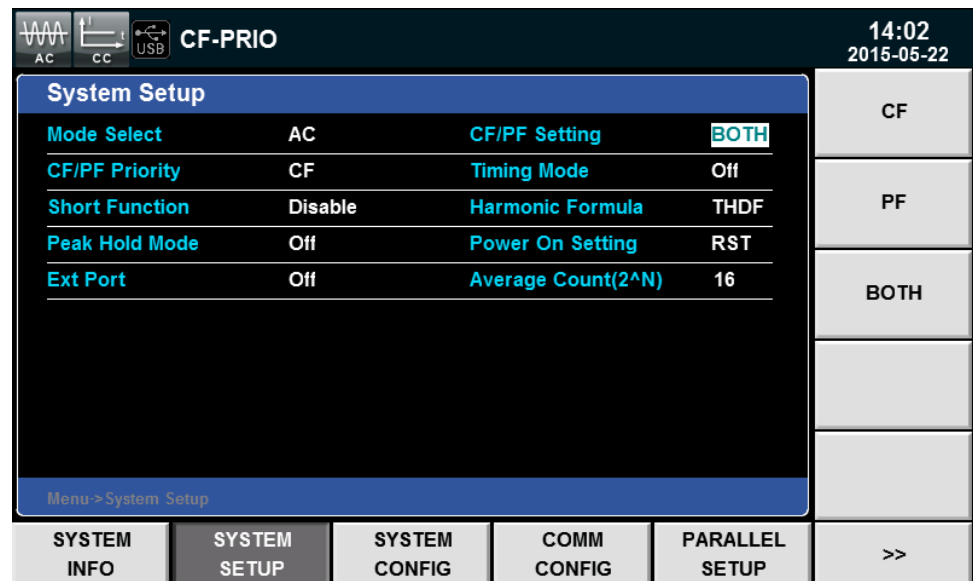 AC
t
CC
USB
CF-PRIO
14:02
2015-05-22
System Setup
Mode Select AC CF/PF Setting BOTH
CF/PF Priority CF Timing Mode Off
Short Function Disable Harmonic Formula THDF
Peak Hold Mode Off Power On Setting RST
Ext Port Off Average Count(2^N) 16
Menu->System Setup
CF
PF
BOTH
SYSTEM INFO
SYSTEM SETUP
SYSTEM CONFIG
COMM CONFIG
PARALLEL SETUP
>>